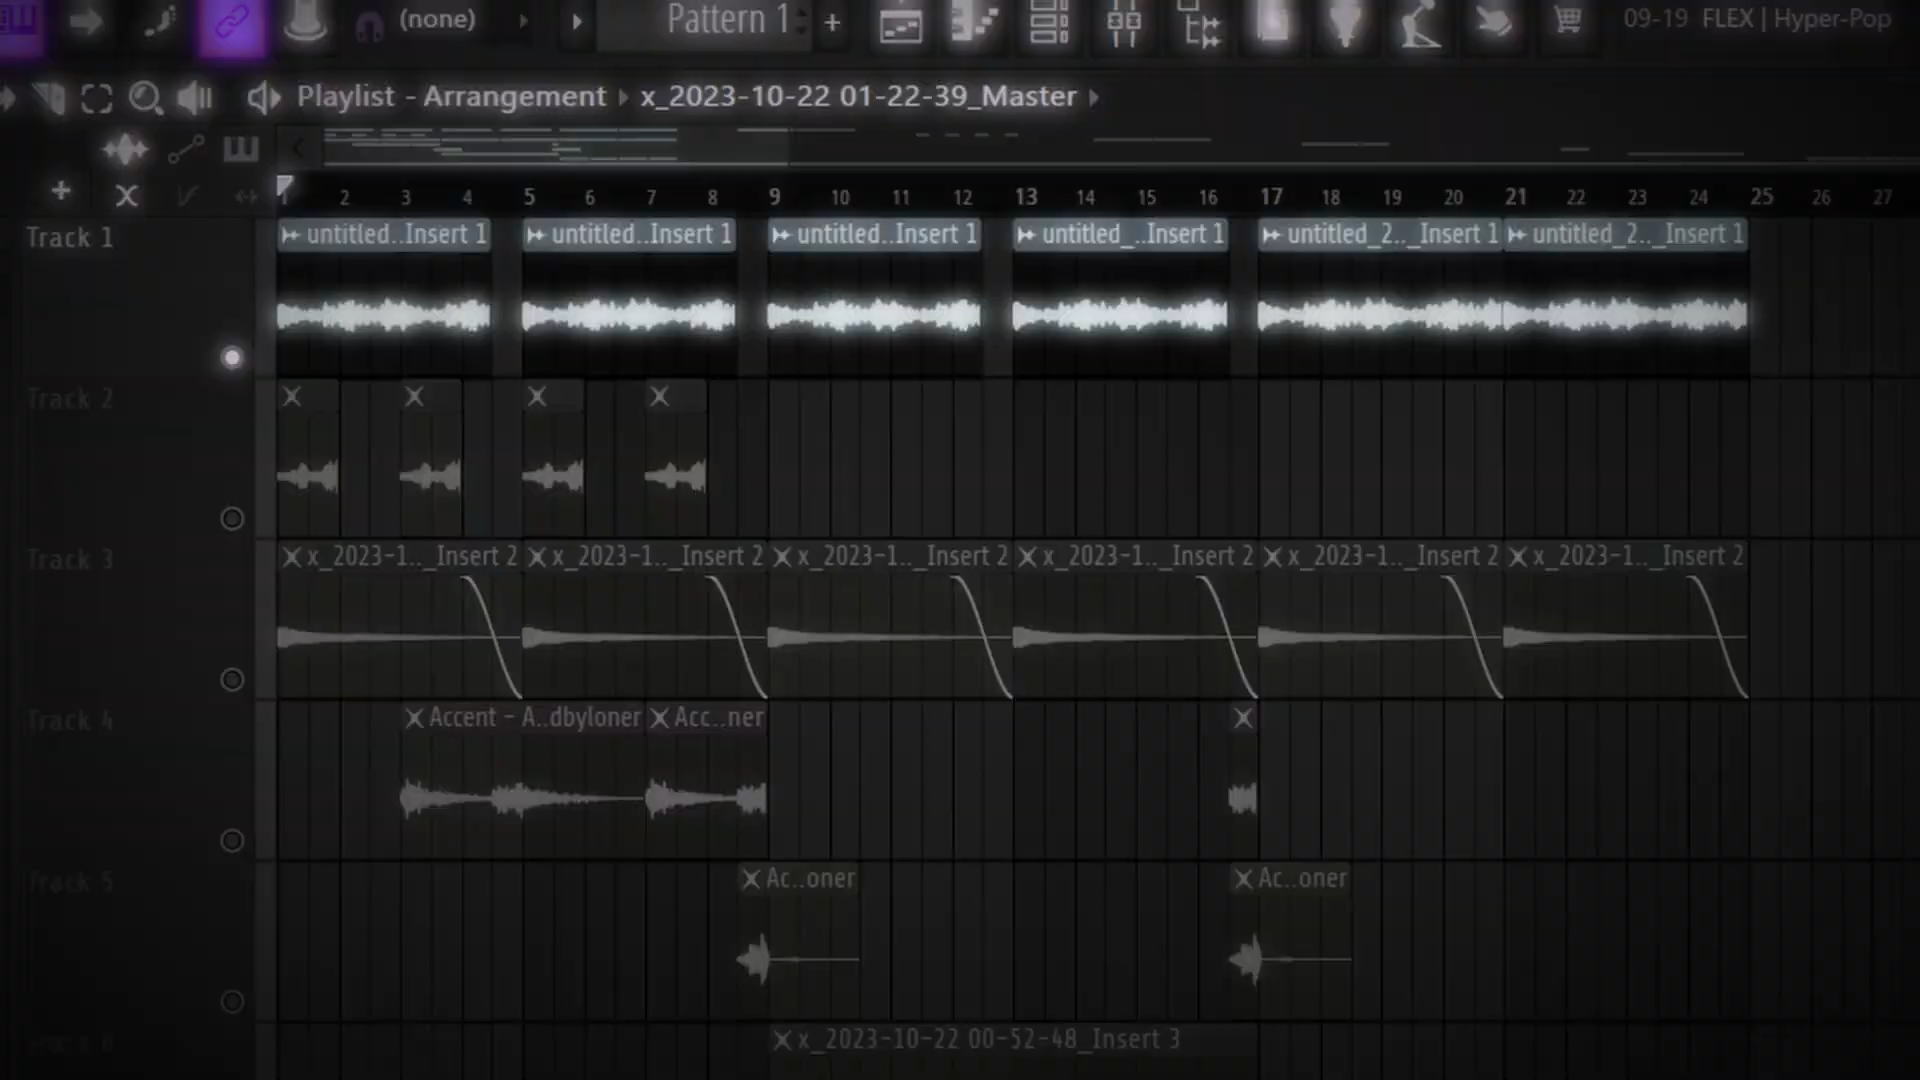 (none)
Pattern 1
09-19 FLEX | Hyper-Pop
Playlist - Arrangement
x_2023-10-22 01-22-39_Master
1 2 3 4 5 6 7 8 9 10 11 12 13 14 15 16 17 18 19 20 21 22 23 24 25 26 27
Track 1
untitled..Insert 1 untitled..Insert 1 untitled..Insert 1 untitled_..Insert 1 untitled_2.._Insert 1 untitled_2.._Insert 1
Track 2
Track 3
x_2023-1.._Insert 2 x_2023-1.._Insert 2 x_2023-1.._Insert 2 x_2023-1.._Insert 2 x_2023-1.._Insert 2 x_2023-1.._Insert 2
Track 4
Accent - A..dbyloner Acc..ner
Track 5
Ac..oner Ac..oner
x_2023-10-22 00-52-48_Insert 3